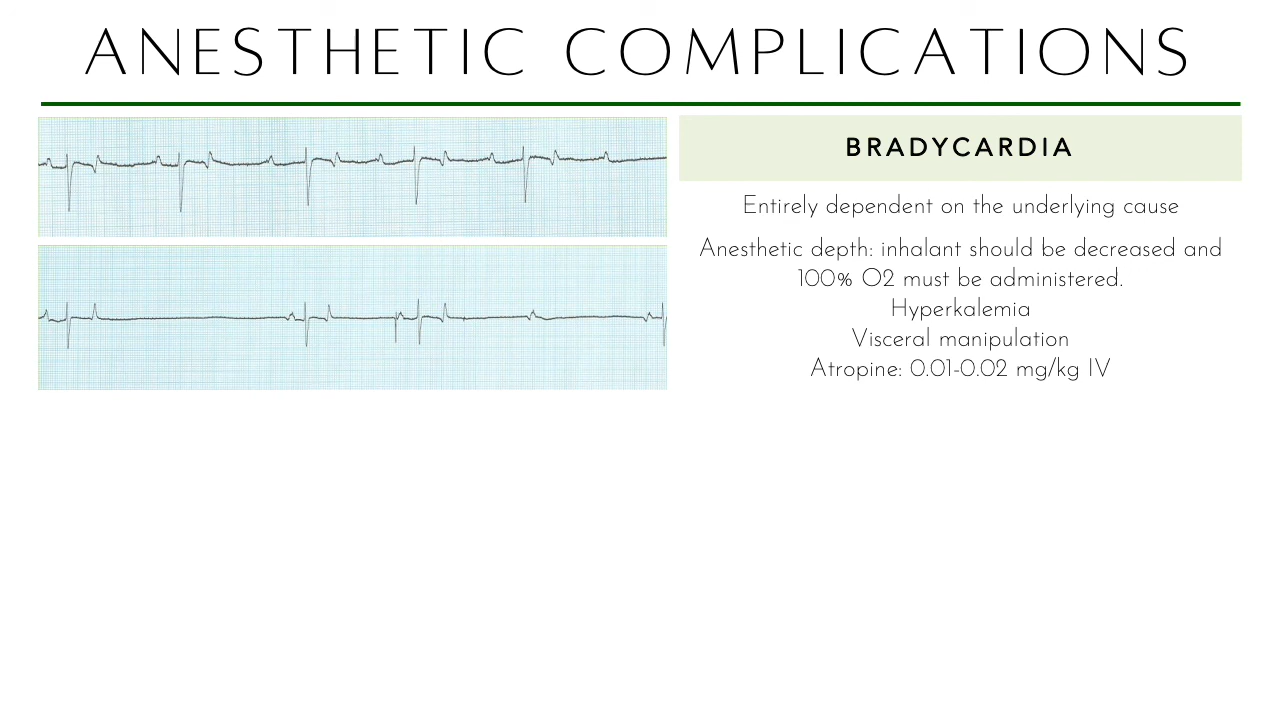 ANESTHETIC COMPLICATIONS
BRADYCARDIA
Entirely dependent on the underlying cause
Anesthetic depth: inhalant should be decreased and
100% O2 must be administered.
Hyperkalemia
Visceral manipulation
Atropine: 0.01-0.02 mg/kg IV